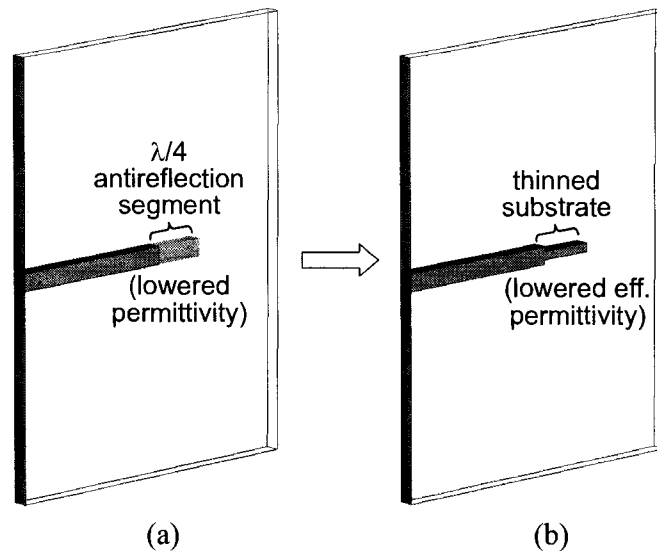 λ/4
antireflection
segment
(lowered
permittivity)
thinned
substrate
(lowered eff.
permittivity)
(a)
(b)